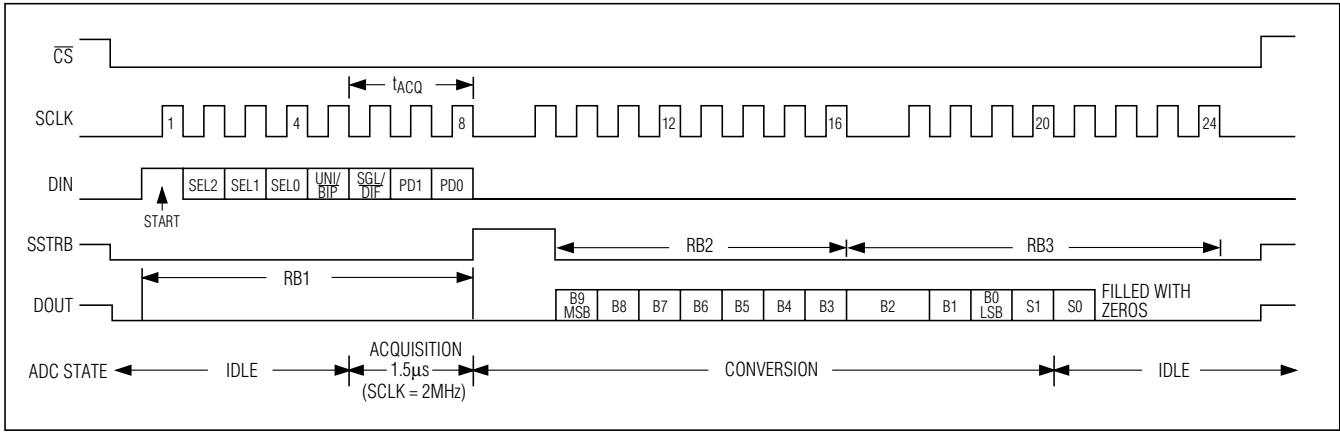 CS
tACQ
SCLK 1 4 8 12 16 20 24
DIN SEL2 SEL1 SEL0 UNI/BIP SGL/DIF PD1 PD0
START
SSTRB RB2 RB3
RB1
DOUT B9 MSB B8 B7 B6 B5 B4 B3 B2 B1 B0 LSB S1 S0 FILLED WITH ZEROS
ADC STATE IDLE ACQUISITION 1.5μs (SCLK = 2MHz) CONVERSION IDLE